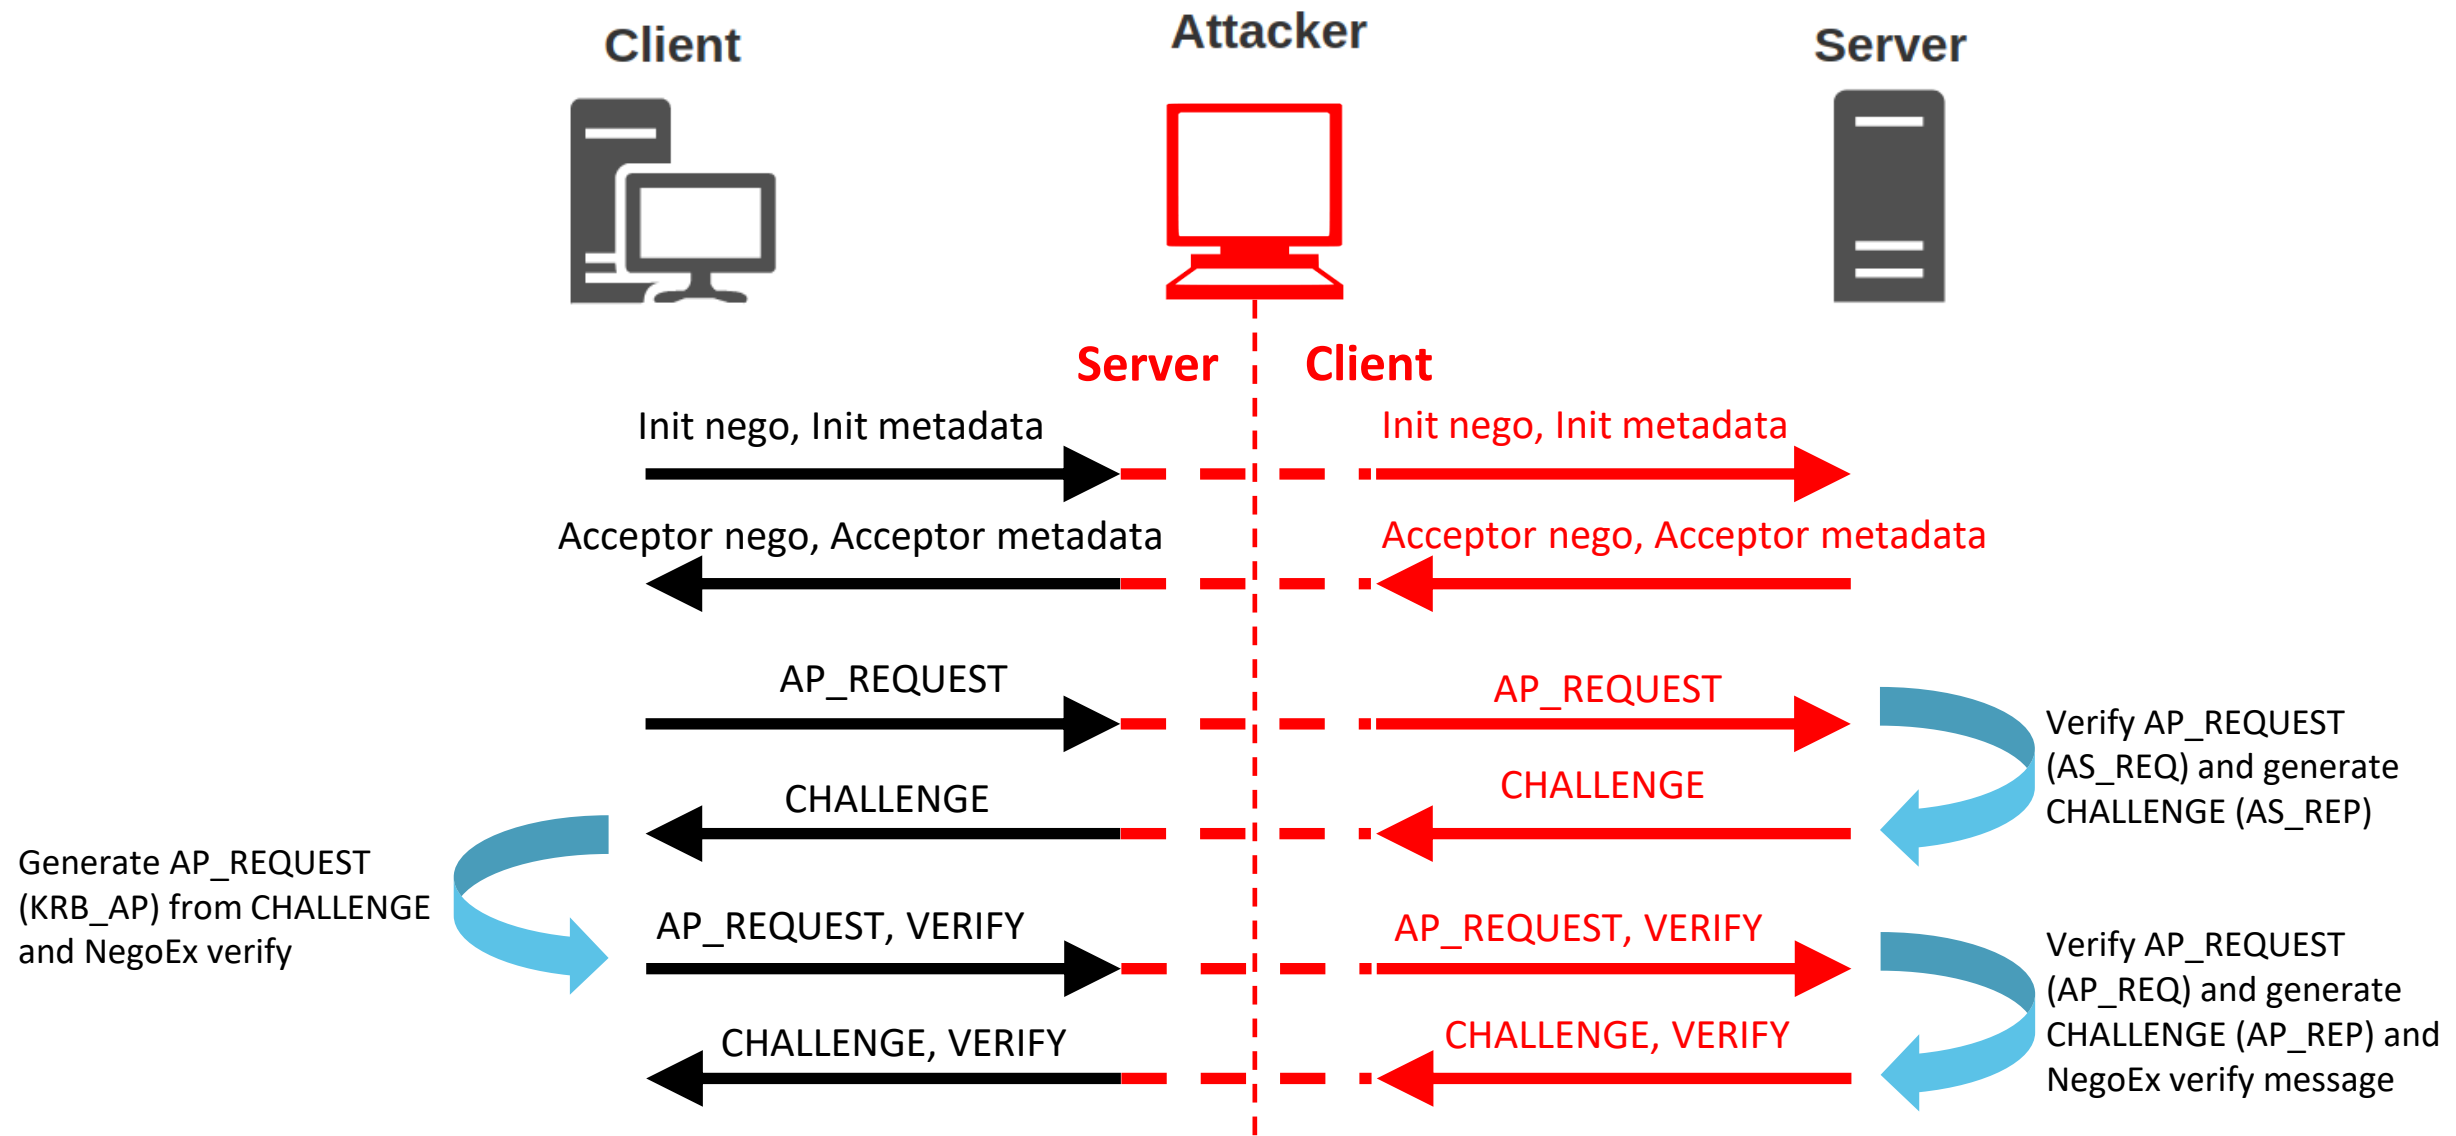 Client
Attacker
Server
Server
Client
Init nego, Init metadata
Init nego, Init metadata
Acceptor nego, Acceptor metadata
Acceptor nego, Acceptor metadata
AP_REQUEST
AP_REQUEST
Verify AP_REQUEST
(AS_REQ) and generate
CHALLENGE (AS_REP)
CHALLENGE
CHALLENGE
Generate AP_REQUEST
(KRB_AP) from CHALLENGE
and NegoEx verify
AP_REQUEST, VERIFY
AP_REQUEST, VERIFY
Verify AP_REQUEST
(AP_REQ) and generate
CHALLENGE (AP_REP) and
NegoEx verify message
CHALLENGE, VERIFY
CHALLENGE, VERIFY